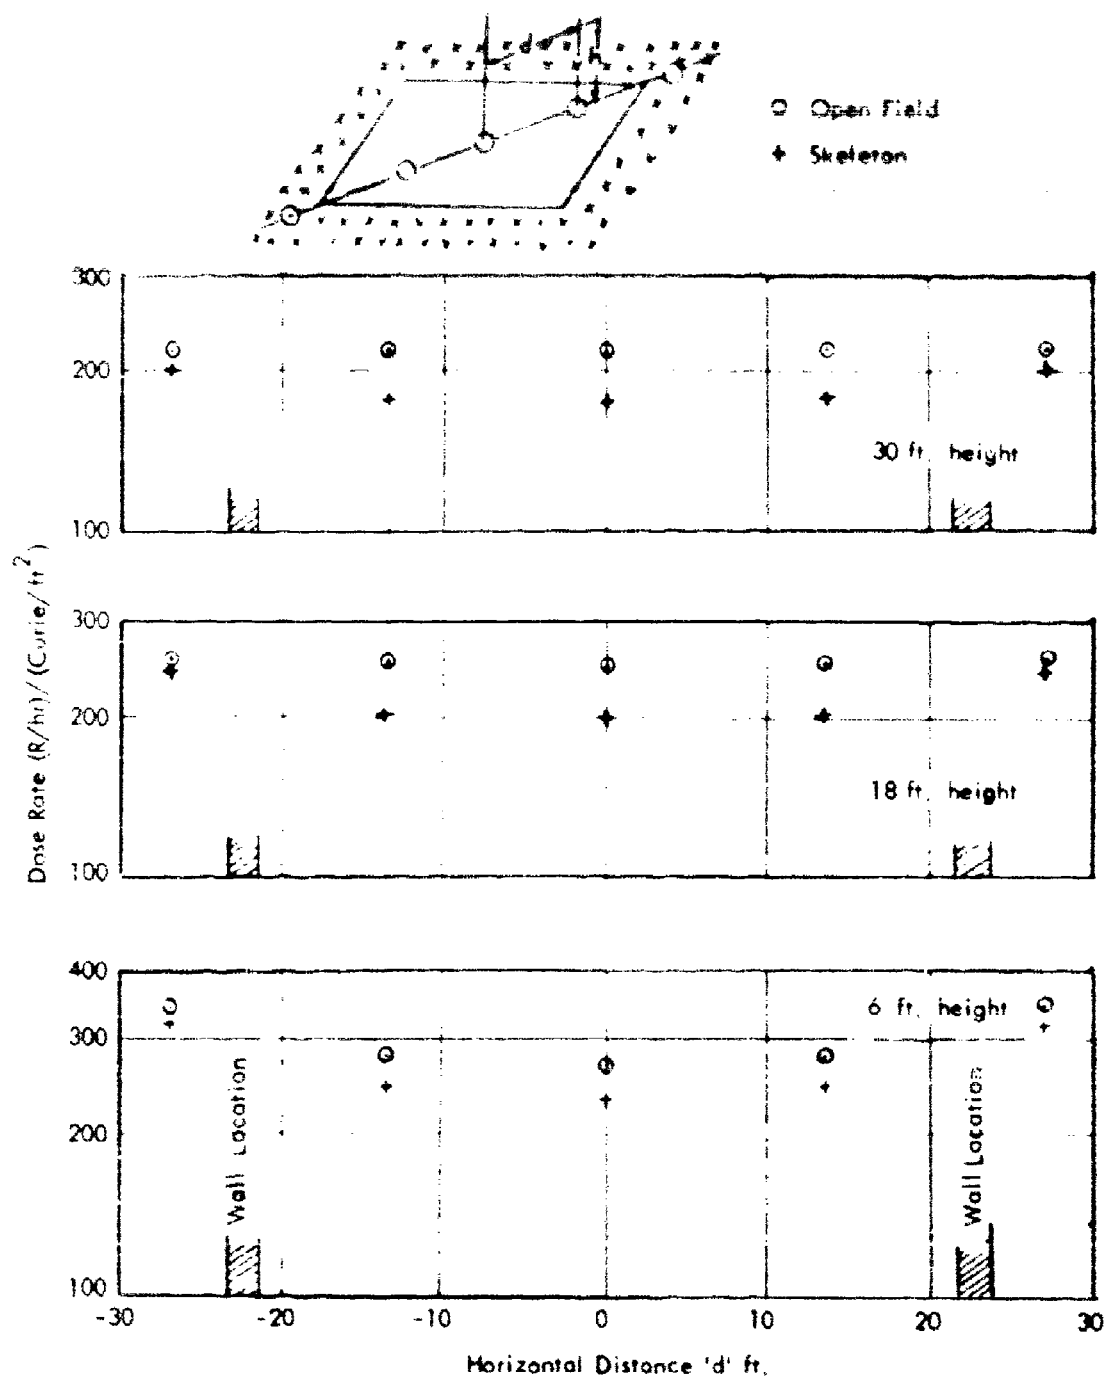 d
h
Open Field
Skeleton
300
200
30 ft. height
100
Dose Rate (R/hr)/(Curie/ft²)
300
200
18 ft. height
100
400
6 ft. height
300
Wall Location
Wall Location
200
100
-30 -20 -10 0 10 20 30
Horizontal Distance 'd' ft.